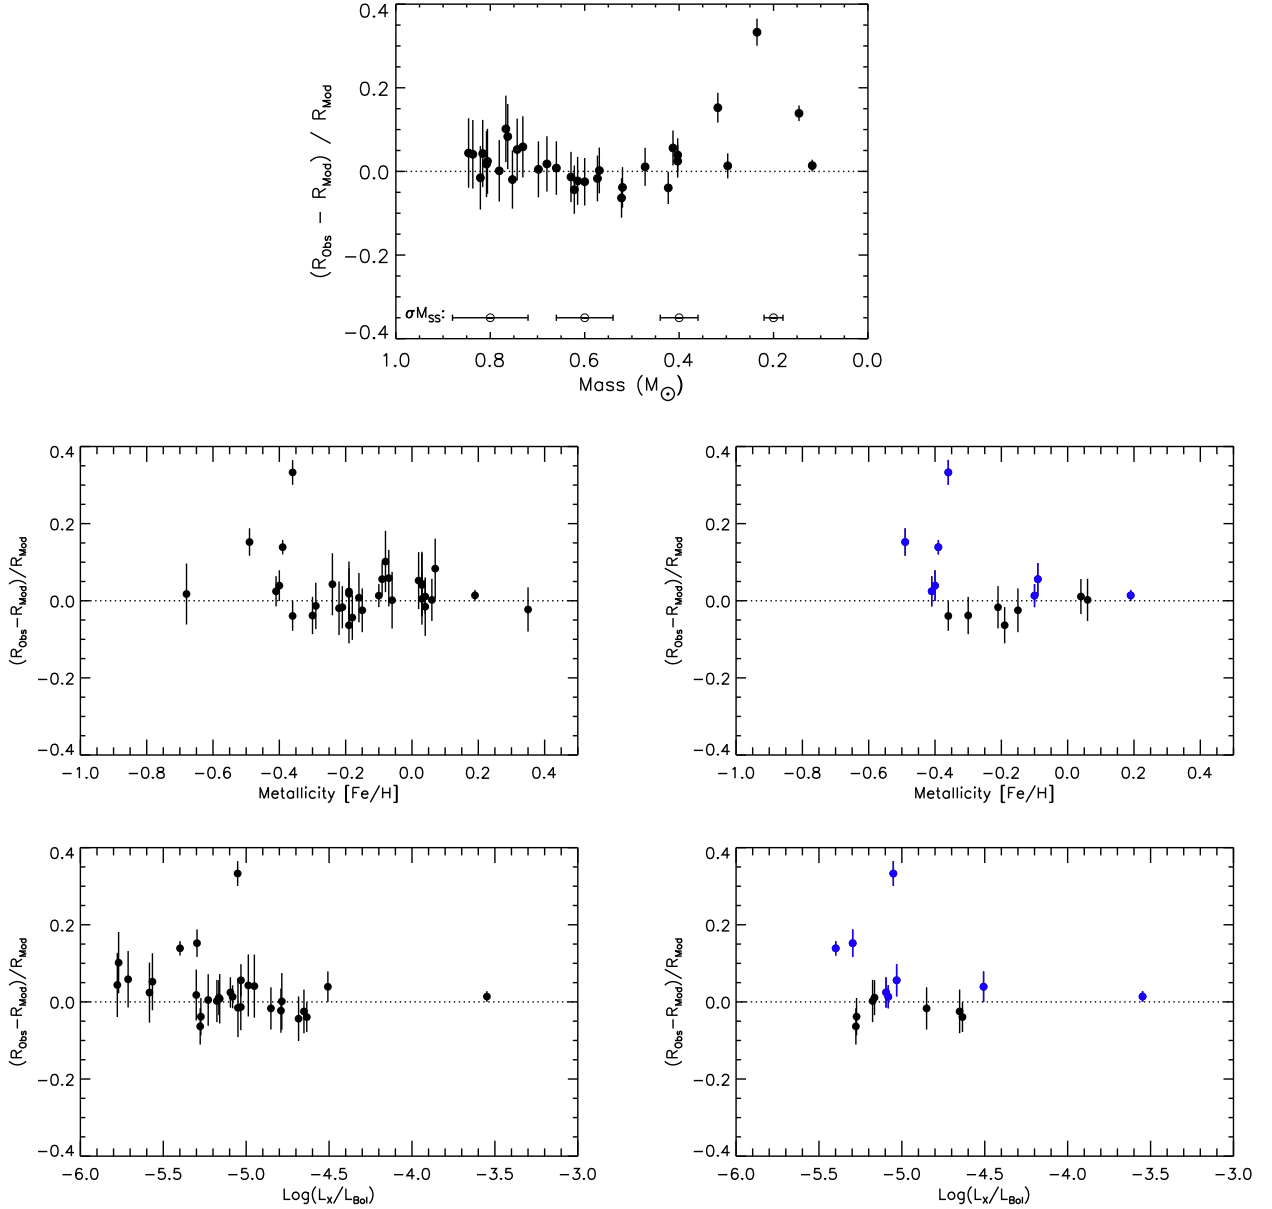 0.4
0.2
0.0
−0.2
−0.4
(R_Obs − R_Mod) / R_Mod
σM_SS:
1.0 0.8 0.6 0.4 0.2 0.0
Mass (M_⊙)
0.4
0.2
0.0
−0.2
−0.4
(R_Obs−R_Mod)/R_Mod
−1.0 −0.8 −0.6 −0.4 −0.2 0.0 0.2 0.4
Metallicity [Fe/H]
0.4
0.2
0.0
−0.2
−0.4
(R_Obs−R_Mod)/R_Mod
−1.0 −0.8 −0.6 −0.4 −0.2 0.0 0.2 0.4
Metallicity [Fe/H]
0.4
0.2
0.0
−0.2
−0.4
(R_Obs−R_Mod)/R_Mod
−6.0 −5.5 −5.0 −4.5 −4.0 −3.5 −3.0
Log(L_X/L_Bol)
0.4
0.2
0.0
−0.2
−0.4
(R_Obs−R_Mod)/R_Mod
−6.0 −5.5 −5.0 −4.5 −4.0 −3.5 −3.0
Log(L_X/L_Bol)